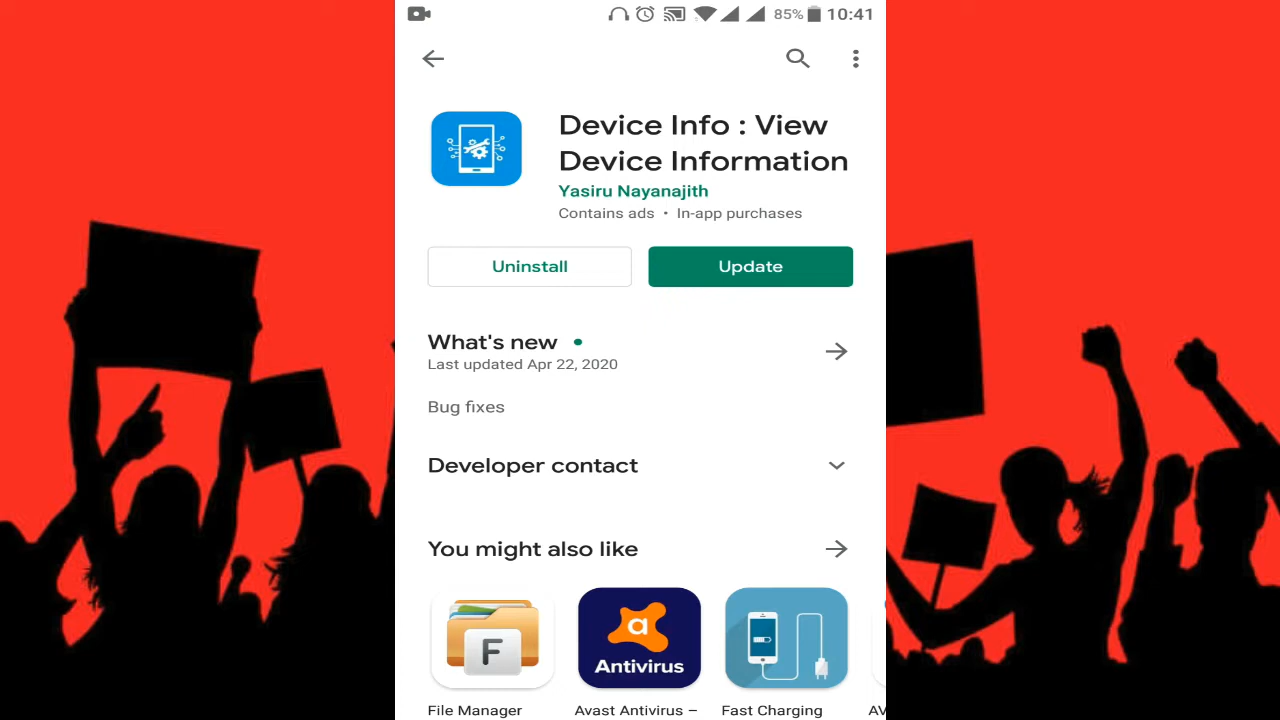 85% 10:41
Device Info : View
Device Information
Yasiru Nayanajith
Contains ads • In-app purchases
Uninstall Update
What's new •
Last updated Apr 22, 2020
Bug fixes
Developer contact
You might also like
F
a
Antivirus
File Manager Avast Antivirus – Fast Charging AV